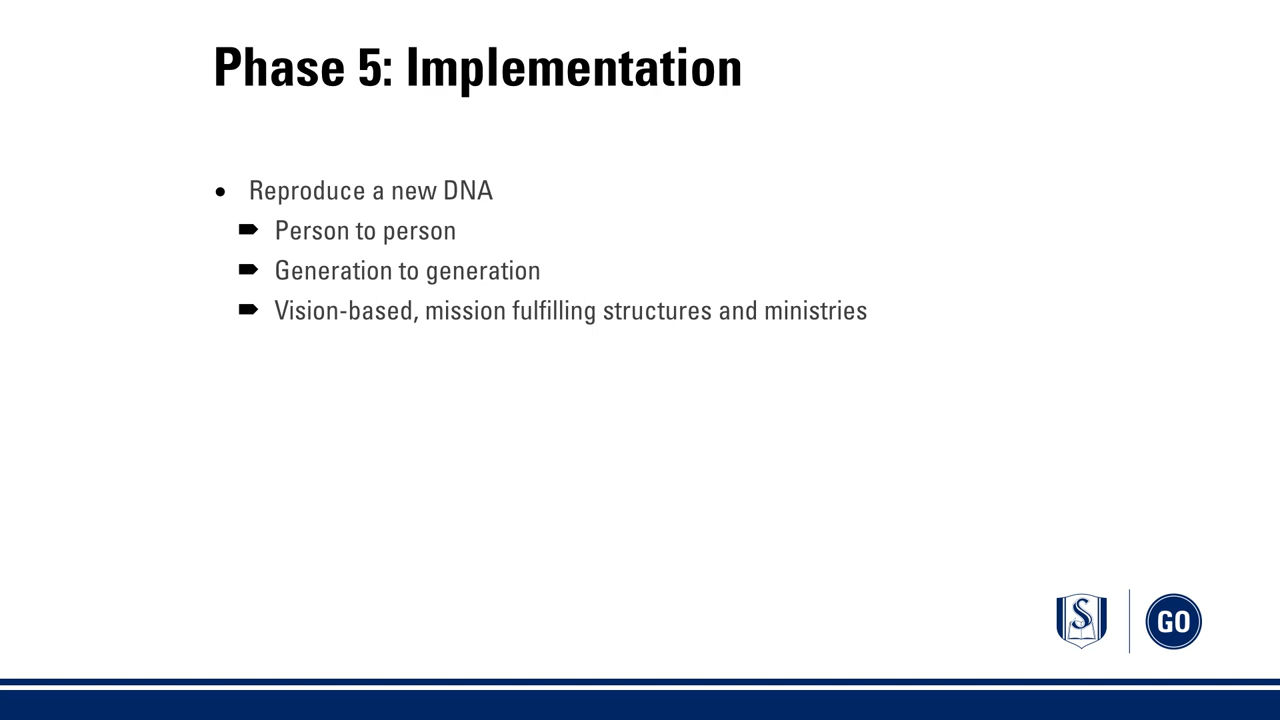 Phase 5: Implementation
• Reproduce a new DNA
Person to person
Generation to generation
Vision-based, mission fulfilling structures and ministries
S
GO